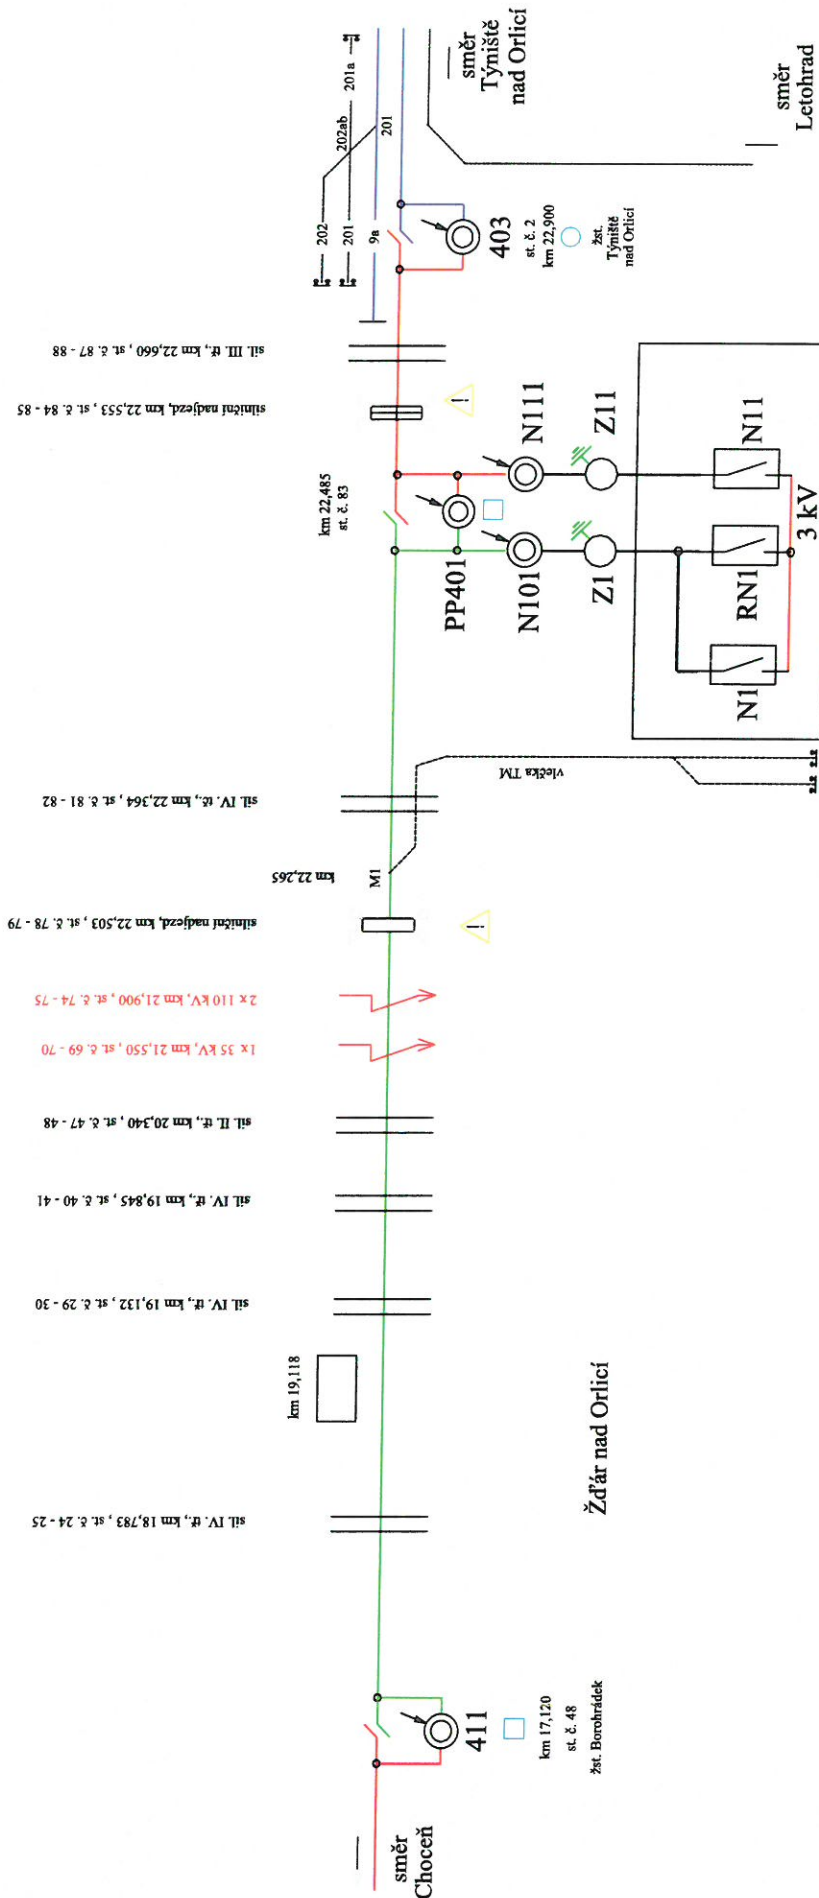 směr
Týniště
nad Orlicí
směr
Letohrad
201a
202ab
201
202
201
9a
403
st. č. 2
km 22,900
žst.
Týniště
nad Orlicí
sil. III. tř., km 22,660 , st. č. 87 - 88
silniční nadjezd, km 22,553 , st. č. 84 - 85
!
km 22,485
st. č. 83
PP401
N111
N101
Z11
Z1
N11
RN1
N1
3 kV
vlečka TM
sil. IV. tř., km 22,364 , st. č. 81 - 82
km 22,265
M1
silniční nadjezd, km 22,503 , st. č. 78 - 79
!
2 x 110 kV, km 21,900 , st. č. 74 - 75
1x 35 kV, km 21,550 , st. č. 69 - 70
sil. II. tř., km 20,340 , st. č. 47 - 48
sil. IV. tř., km 19,845 , st. č. 40 - 41
sil. IV. tř., km 19,132 , st. č. 29 - 30
km 19,118
Žďár nad Orlicí
sil. IV. tř., km 18,783 , st. č. 24 - 25
411
km 17,120
st. č. 48
žst. Borohrádek
směr
Choceň